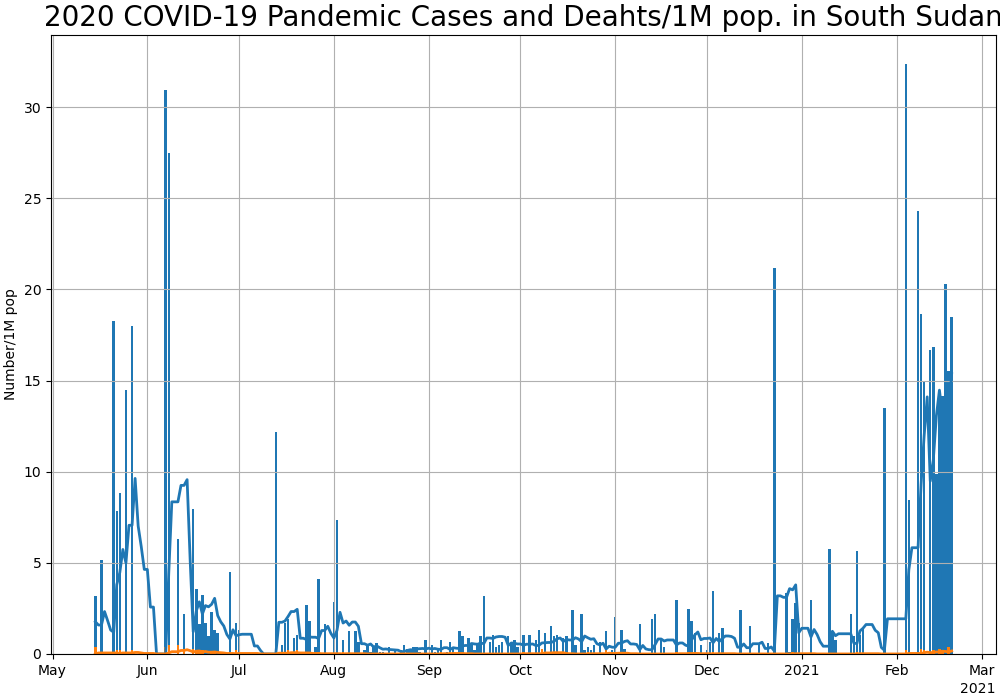 2020 COVID-19 Pandemic Cases and Deahts/1M pop. in South Sudan
Number/1M pop
30
25
20
15
10
5
0
May Jun Jul Aug Sep Oct Nov Dec 2021 Feb Mar
2021